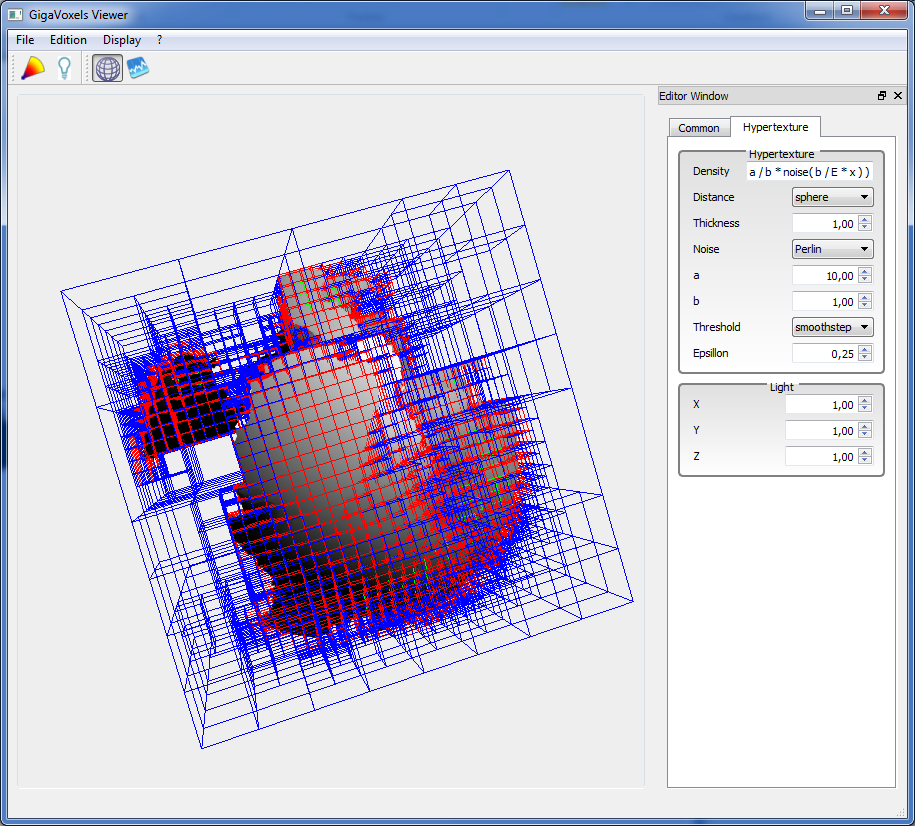 GigaVoxels Viewer
File Edition Display ?
Editor Window
Common Hypertexture
Hypertexture
Density a / b * noise( b / E * x ) )
Distance sphere
Thickness 1,00
Noise Perlin
a 10,00
b 1,00
Threshold smoothstep
Epsillon 0,25
Light
X 1,00
Y 1,00
Z 1,00